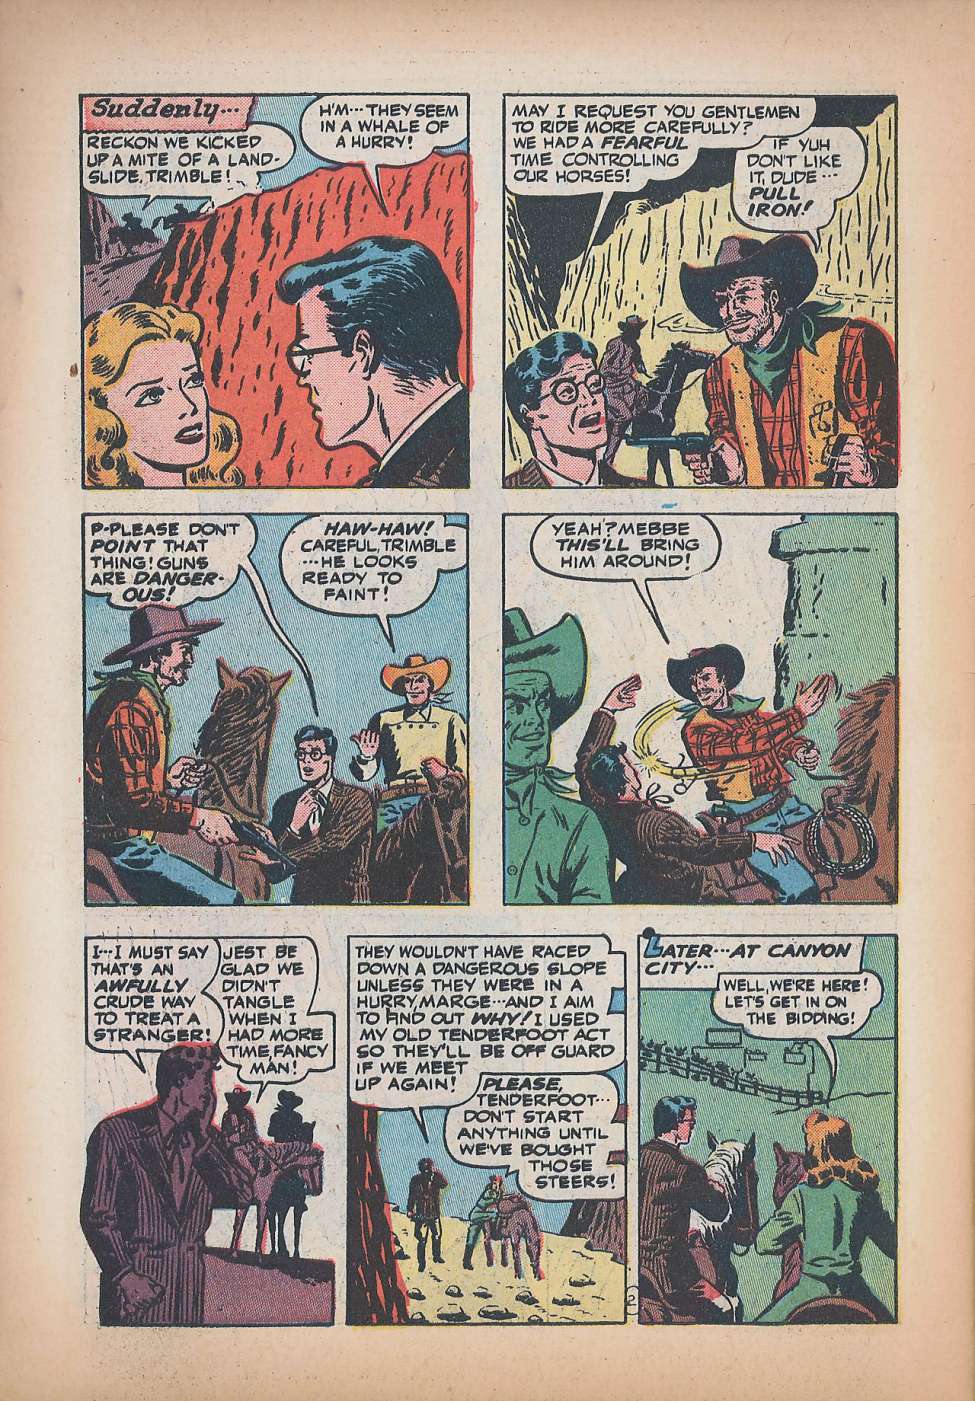 Suddenly...
RECKON WE KICKED
UP A MITE OF A LAND-
SLIDE, TRIMBLE!
H'M... THEY SEEM
IN A WHALE OF
A HURRY!
MAY I REQUEST YOU GENTLEMEN
TO RIDE MORE CAREFULLY?
WE HAD A FEARFUL
TIME CONTROLLING
OUR HORSES!
IF YUH
DON'T LIKE
IT, DUDE...
PULL
IRON!
P-PLEASE DON'T
POINT THAT
THING! GUNS
ARE DANGER-
OUS!
HAW-HAW!
CAREFUL, TRIMBLE
...HE LOOKS
READY TO
FAINT!
YEAH? MEBBE
THIS'LL BRING
HIM AROUND!
I...I MUST SAY
THAT'S AN
AWFULLY
CRUDE WAY
TO TREAT A
STRANGER!
JEST BE
GLAD WE
DIDN'T
TANGLE
WHEN I
HAD MORE
TIME, FANCY
MAN!
THEY WOULDN'T HAVE RACED
DOWN A DANGEROUS SLOPE
UNLESS THEY WERE IN A
HURRY, MARGE...AND I AIM
TO FIND OUT WHY! I USED
MY OLD TENDERFOOT ACT
SO THEY'LL BE OFF GUARD
IF WE MEET
UP AGAIN!
PLEASE,
TENDERFOOT...
DON'T START
ANYTHING UNTIL
WE'VE BOUGHT
THOSE
STEERS!
LATER...AT CANYON
CITY...
WELL, WE'RE HERE!
LET'S GET IN ON
THE BIDDING!
2